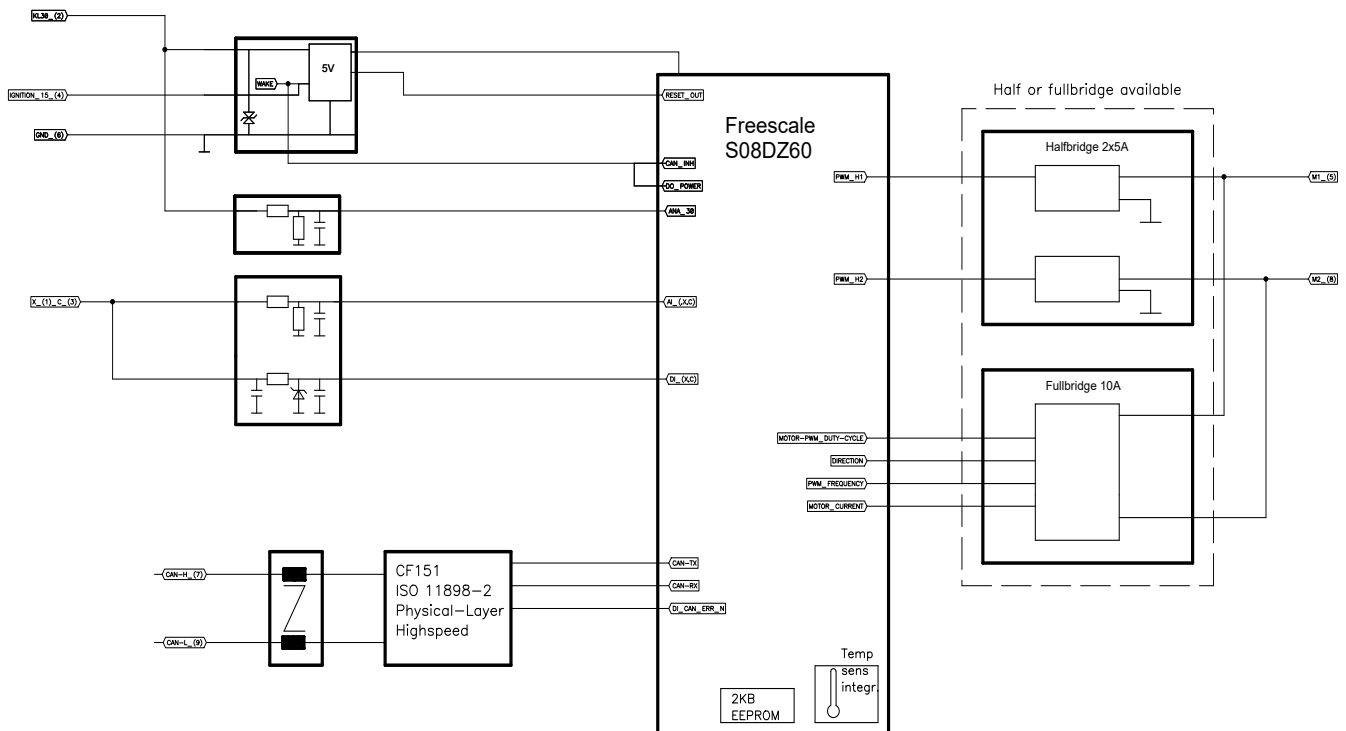 KL30_(2)
5V
WAKE
IGNITION_15_(4)
GND_(6)
RESET_OUT
CAN_INH
DO_POWER
ANA_30
X_(1)_C_(3)
AI_(,X,C)
DI_(X,C)
Freescale
S08DZ60
PWM_H1
PWM_H2
Half or fullbridge available
Halfbridge 2x5A
M1_(5)
M2_(8)
Fullbridge 10A
MOTOR-PWM_DUTY-CYCLE
DIRECTION
PWM_FREQUENCY
MOTOR_CURRENT
CAN-H_(7)
CAN-L_(9)
CF151
ISO 11898-2
Physical-Layer
Highspeed
CAN-TX
CAN-RX
DI_CAN_ERR_N
2KB
EEPROM
Temp
sens
integr.